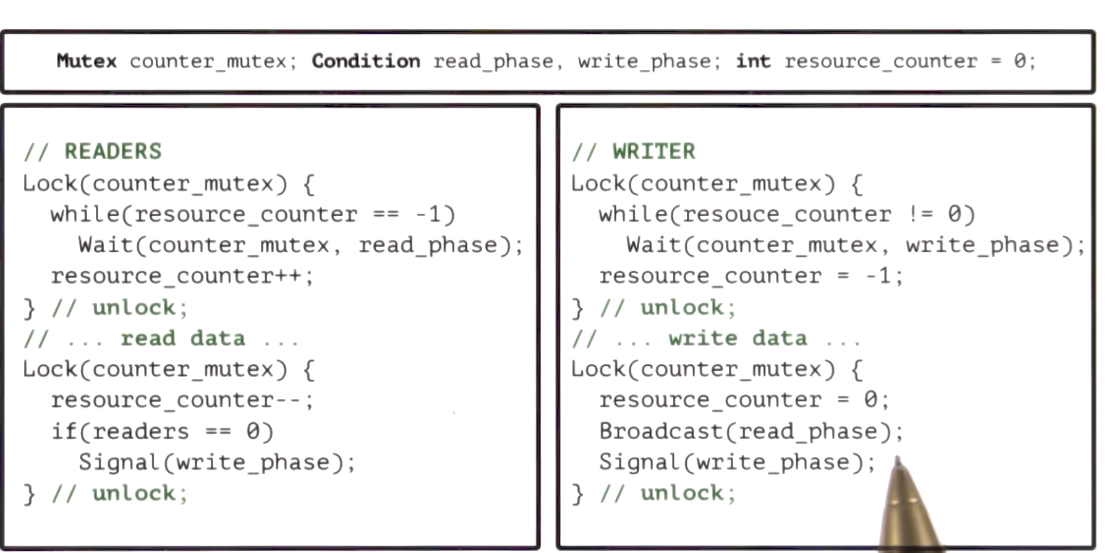 Mutex counter_mutex; Condition read_phase, write_phase; int resource_counter = 0;
// READERS
Lock(counter_mutex) {
while(resource_counter == -1)
Wait(counter_mutex, read_phase);
resource_counter++;
} // unlock;
// ... read data ...
Lock(counter_mutex) {
resource_counter--;
if(readers == 0)
Signal(write_phase);
} // unlock;
// WRITER
Lock(counter_mutex) {
while(resouce_counter != 0)
Wait(counter_mutex, write_phase);
resource_counter = -1;
} // unlock;
// ... write data ...
Lock(counter_mutex) {
resource_counter = 0;
Broadcast(read_phase);
Signal(write_phase);
} // unlock;